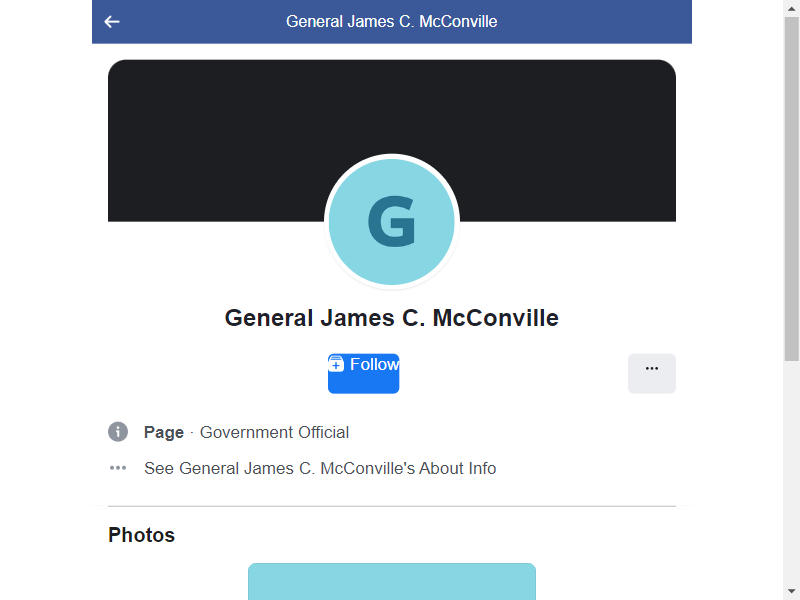 General James C. McConville
G
General James C. McConville
Follow
Page · Government Official
See General James C. McConville's About Info
Photos